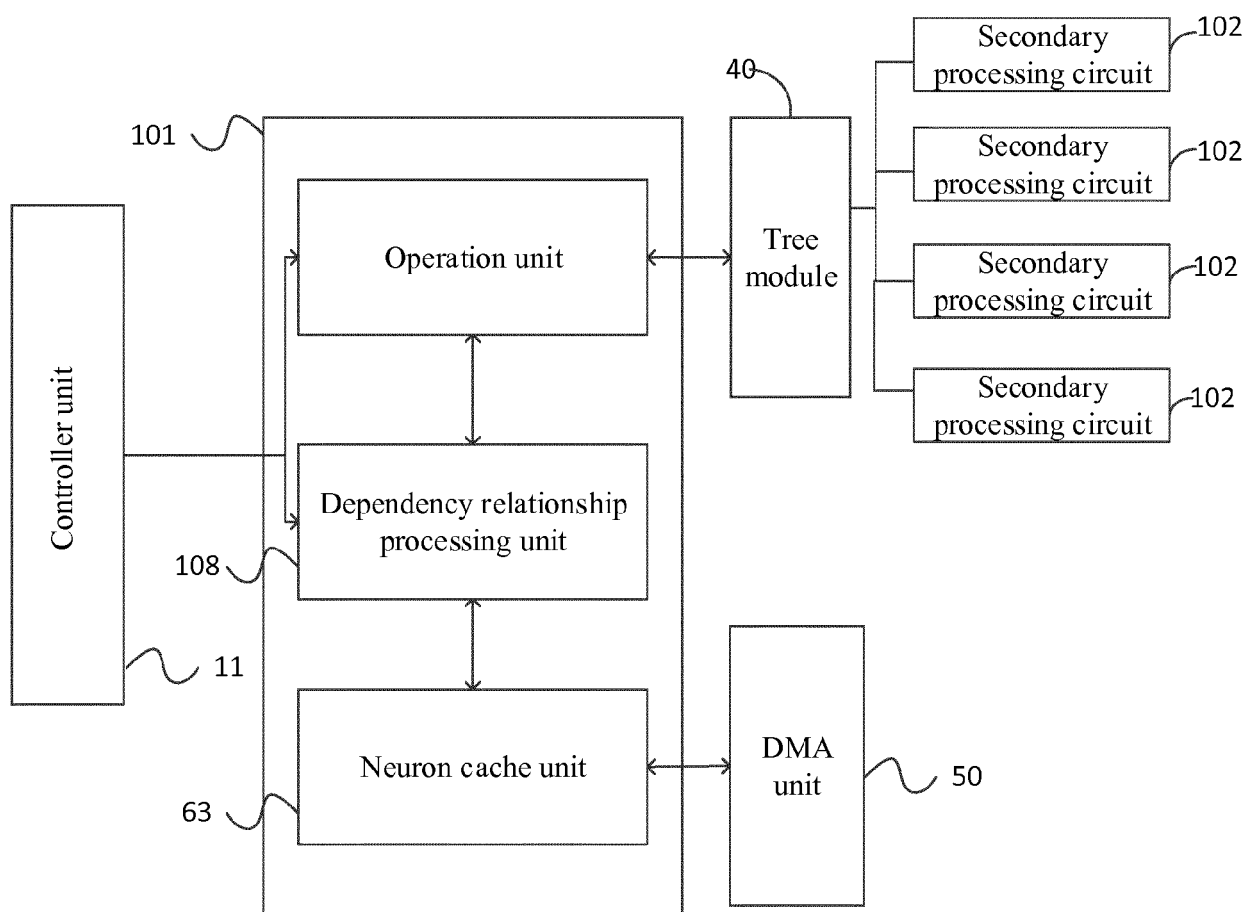 Secondary
processing circuit
102
40
101
Secondary
processing circuit
102
Operation unit
Tree
module
Secondary
processing circuit
102
Controller unit
Secondary
processing circuit
102
Dependency relationship
processing unit
108
11
Neuron cache unit
DMA
unit
50
63